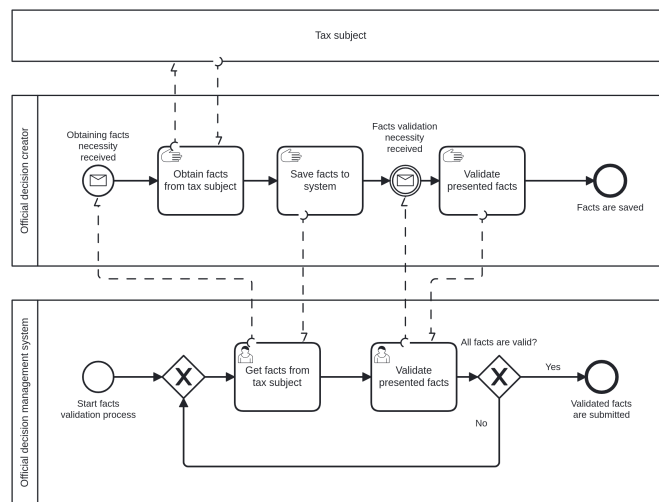 Tax subject
Official decision creator
Obtaining facts
necessity
received
Obtain facts
from tax subject
Save facts to
system
Facts validation
necessity
received
Validate
presented facts
Facts are saved
Official decision management system
Start facts
validation process
Get facts from
tax subject
Validate
presented facts
All facts are valid?
Yes
No
Validated facts
are submitted